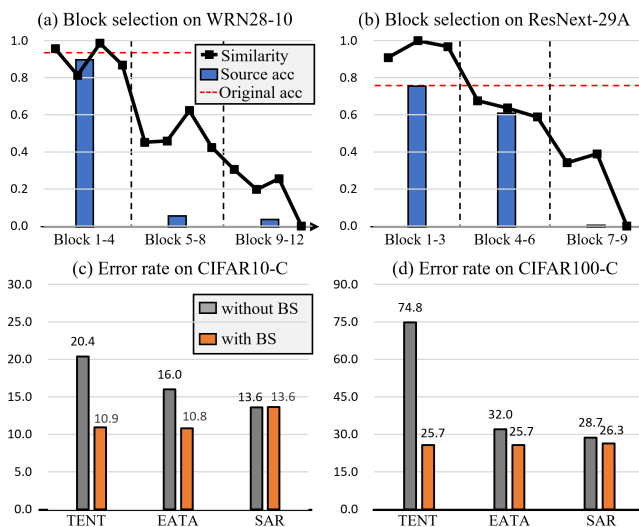 (a) Block selection on WRN28-10
1.0
0.8
0.6
0.4
0.2
0.0
Similarity
Source acc
Original acc
Block 1-4 Block 5-8 Block 9-12
(b) Block selection on ResNext-29A
1.0
0.8
0.6
0.4
0.2
0.0
Block 1-3 Block 4-6 Block 7-9
(c) Error rate on CIFAR10-C
30.0
25.0
20.0
15.0
10.0
5.0
0.0
without BS
with BS
20.4
10.9
16.0
10.8
13.6 13.6
TENT EATA SAR
(d) Error rate on CIFAR100-C
90.0
75.0
60.0
45.0
30.0
15.0
0.0
74.8
25.7
32.0
25.7
28.7
26.3
TENT EATA SAR